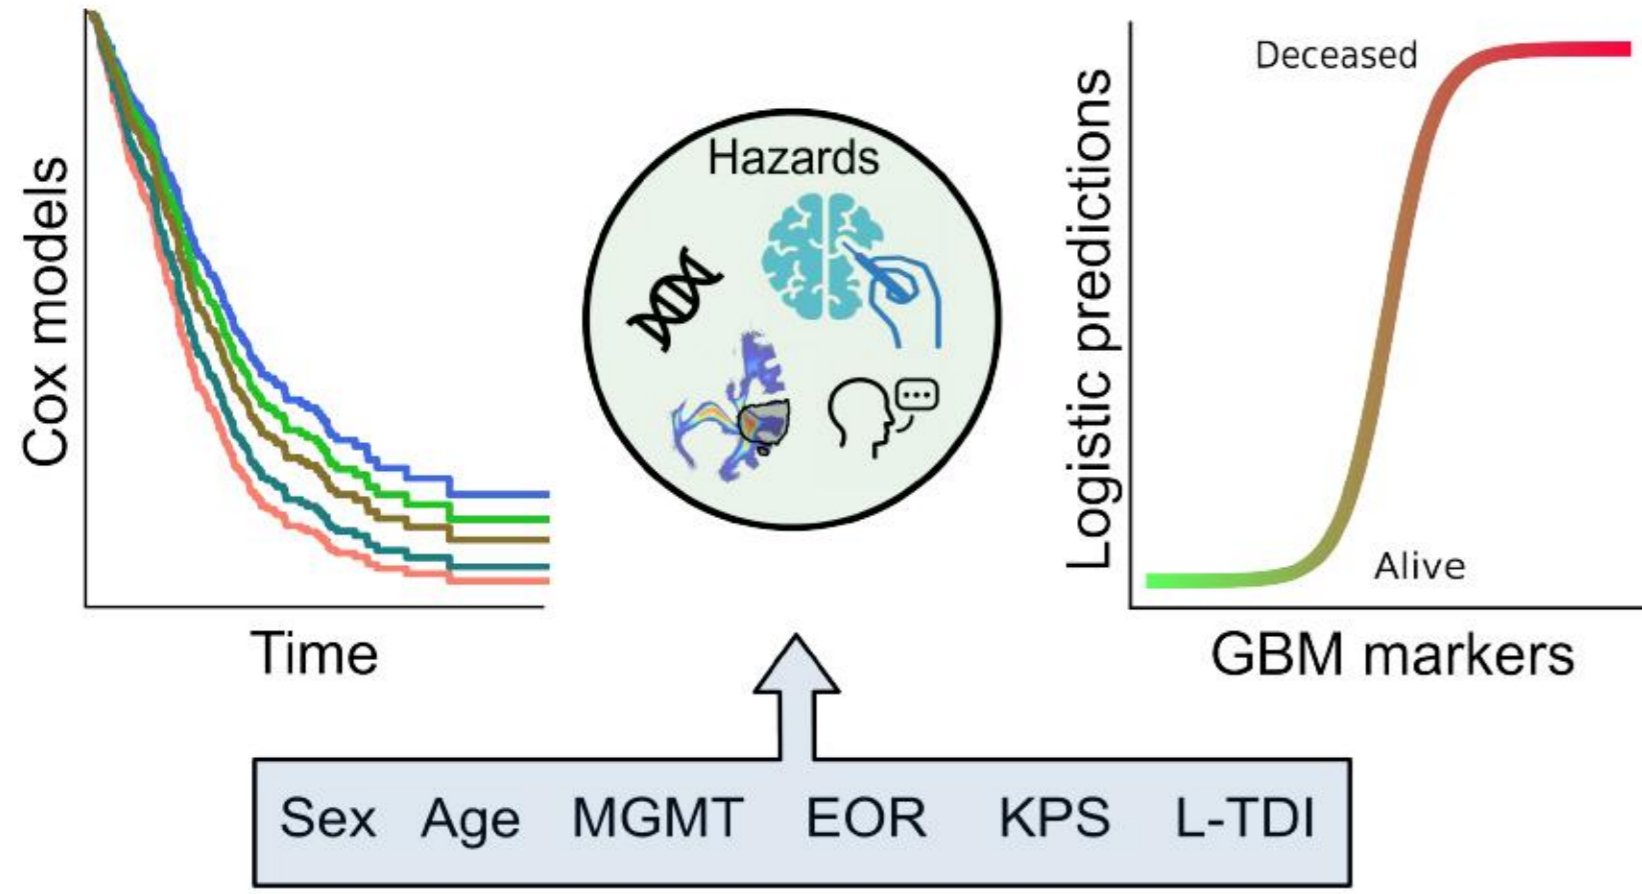 Cox models
Time
Hazards
Logistic predictions
Deceased
Alive
GBM markers
Sex Age MGMT EOR KPS L-TDI